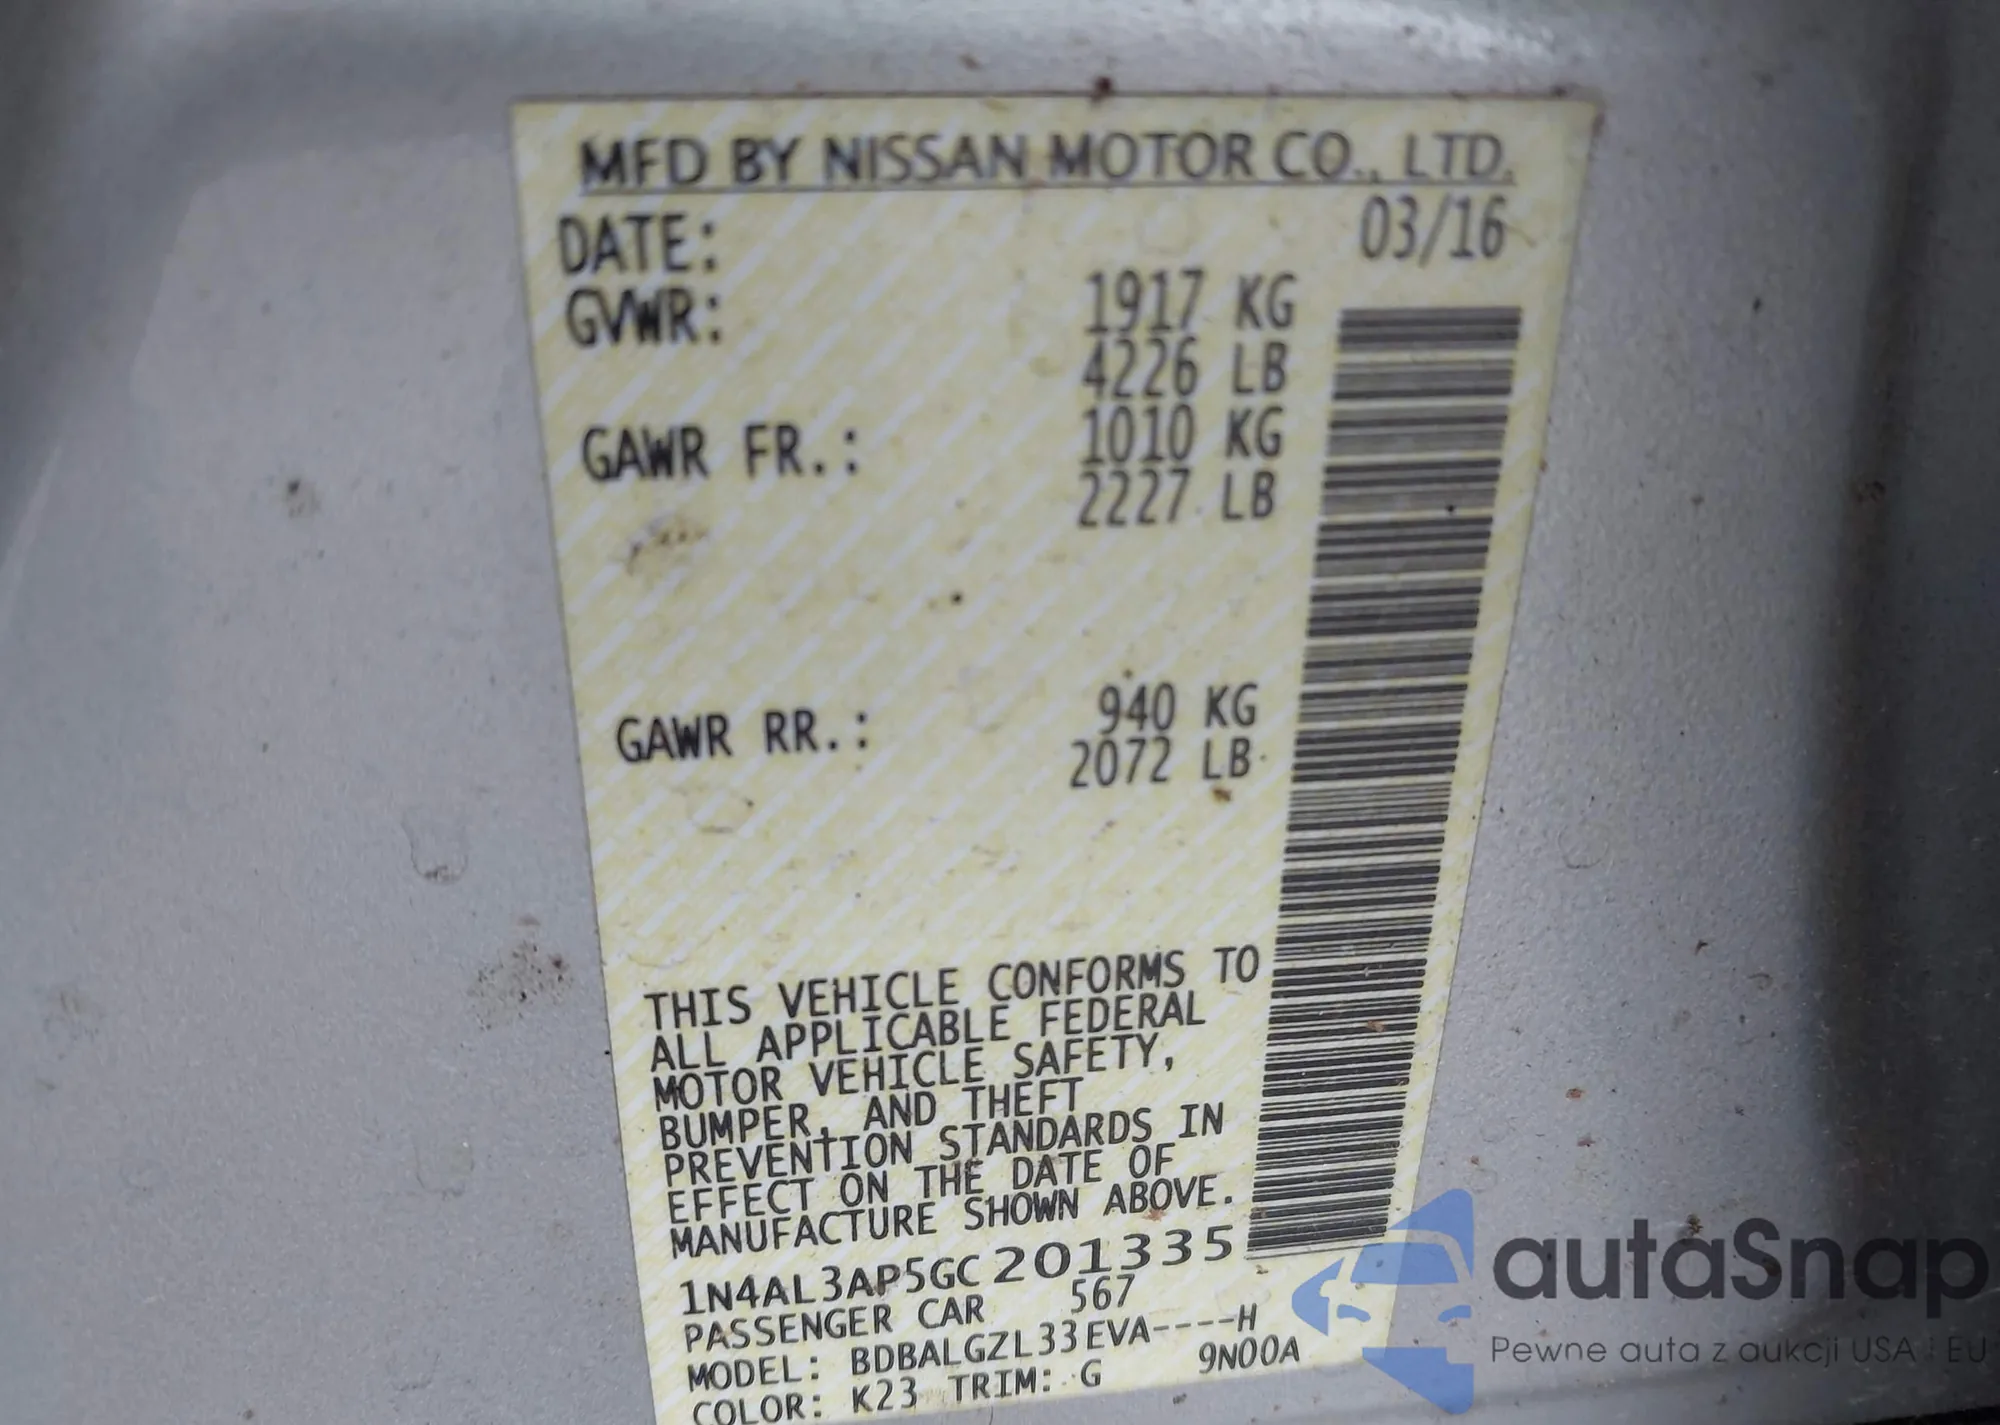 MFD BY NISSAN MOTOR CO., LTD.
DATE: 03/16
GVWR: 1917 KG
4226 LB
GAWR FR.: 1010 KG
2227 LB
GAWR RR.: 940 KG
2072 LB
THIS VEHICLE CONFORMS TO
ALL APPLICABLE FEDERAL
MOTOR VEHICLE SAFETY,
BUMPER, AND THEFT
PREVENTION STANDARDS IN
EFFECT ON THE DATE OF
MANUFACTURE SHOWN ABOVE.
1N4AL3AP5GC201335
PASSENGER CAR 567
MODEL: BDBALGZL33EVA----H
COLOR: K23 TRIM: G 9N00A
autaSnap
Pewne auta z aukcji USA i EU